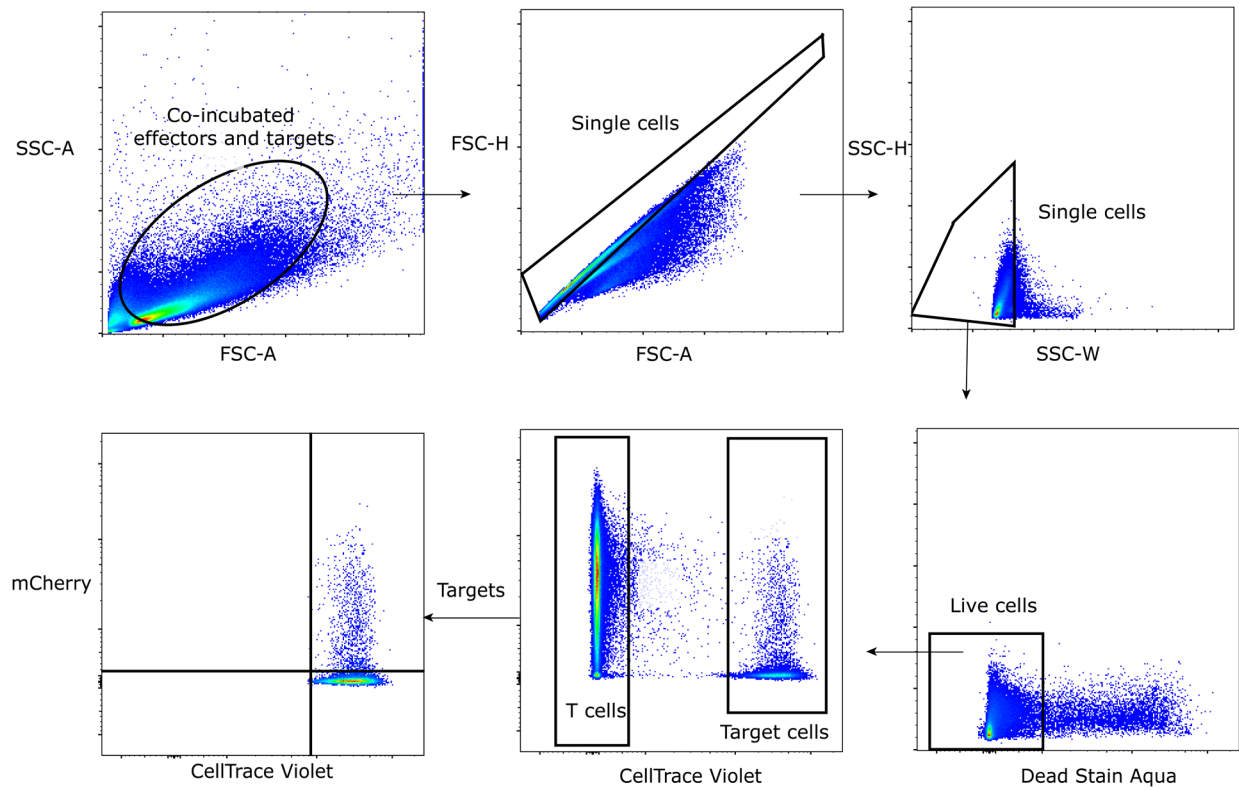 Co-incubated
effectors and targets
SSC-A
FSC-A
Single cells
FSC-H
FSC-A
SSC-H
Single cells
SSC-W
mCherry
CellTrace Violet
Targets
T cells
Target cells
CellTrace Violet
Live cells
Dead Stain Aqua